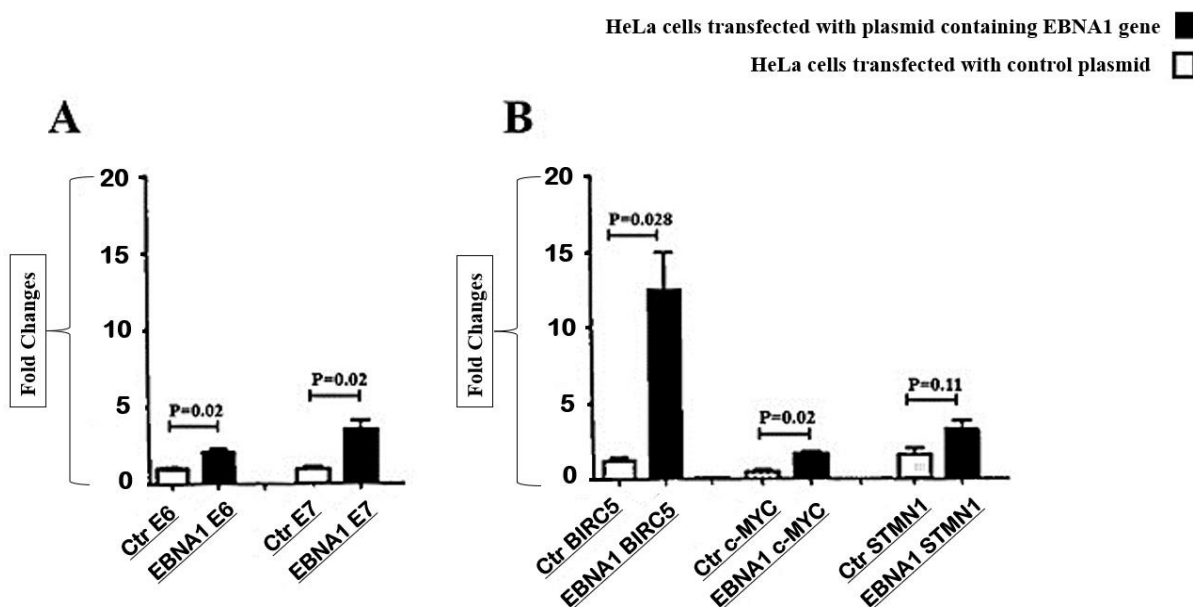 HeLa cells transfected with plasmid containing EBNA1 gene
HeLa cells transfected with control plasmid
A
Fold Changes
20
15
10
5
0
P=0.02
P=0.02
Ctr E6
EBNA1 E6
Ctr E7
EBNA1 E7
B
Fold Changes
20
15
10
5
0
P=0.028
P=0.02
P=0.11
Ctr BIRC5
EBNA1 BIRC5
Ctr c-MYC
EBNA1 c-MYC
Ctr STMN1
EBNA1 STMN1